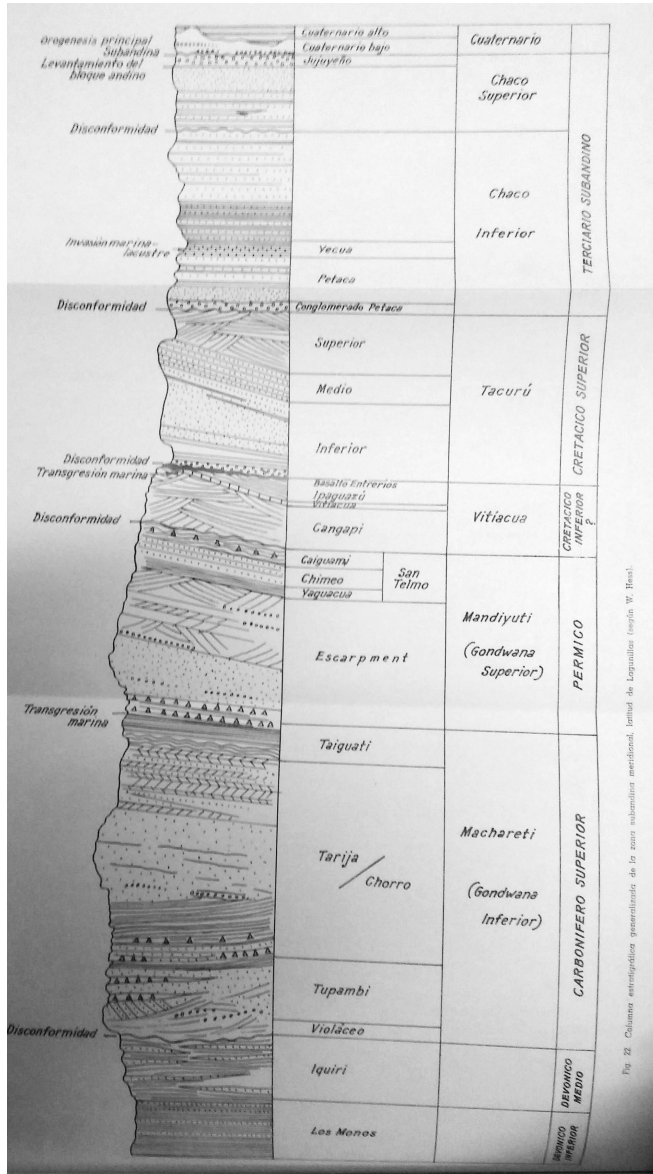 Orogenesis principal
Subandina
Levantamiento del
bloque andino
Disconformidad
Invasión marina-
lacustre
Disconformidad
Disconformidad
Transgresión marina
Disconformidad
Transgresión
marina
Disconformidad
Cuaternario alto
Cuaternario bajo
Jujuyeño
Yecua
Petaca
Conglomerado Petaca
Superior
Medio
Inferior
Basalto Entrerios
Ipaguazú
Vitiacua
Cangapi
Caiguami
Chimeo
Yaguacua
San
Telmo
Escarpment
Taiguati
Tarija
/
Chorro
Tupambi
Violáceo
Iquiri
Los Monos
Cuaternario
Chaco
Superior
Chaco
Inferior
Tacurú
Vitiacua
Mandiyuti
(Gondwana
Superior)
Machareti
(Gondwana
Inferior)
TERCIARIO SUBANDINO
CRETACICO SUPERIOR
CRETACICO
INFERIOR
?
PERMICO
CARBONIFERO SUPERIOR
DEVONICO
MEDIO
DEVONICO
INFERIOR
Fig. 22 Columna estratigráfica generalizada de la zona subandina meridional, latitud de Lagunillas (según W. Hess).